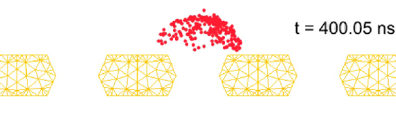 t = 400.05 ns